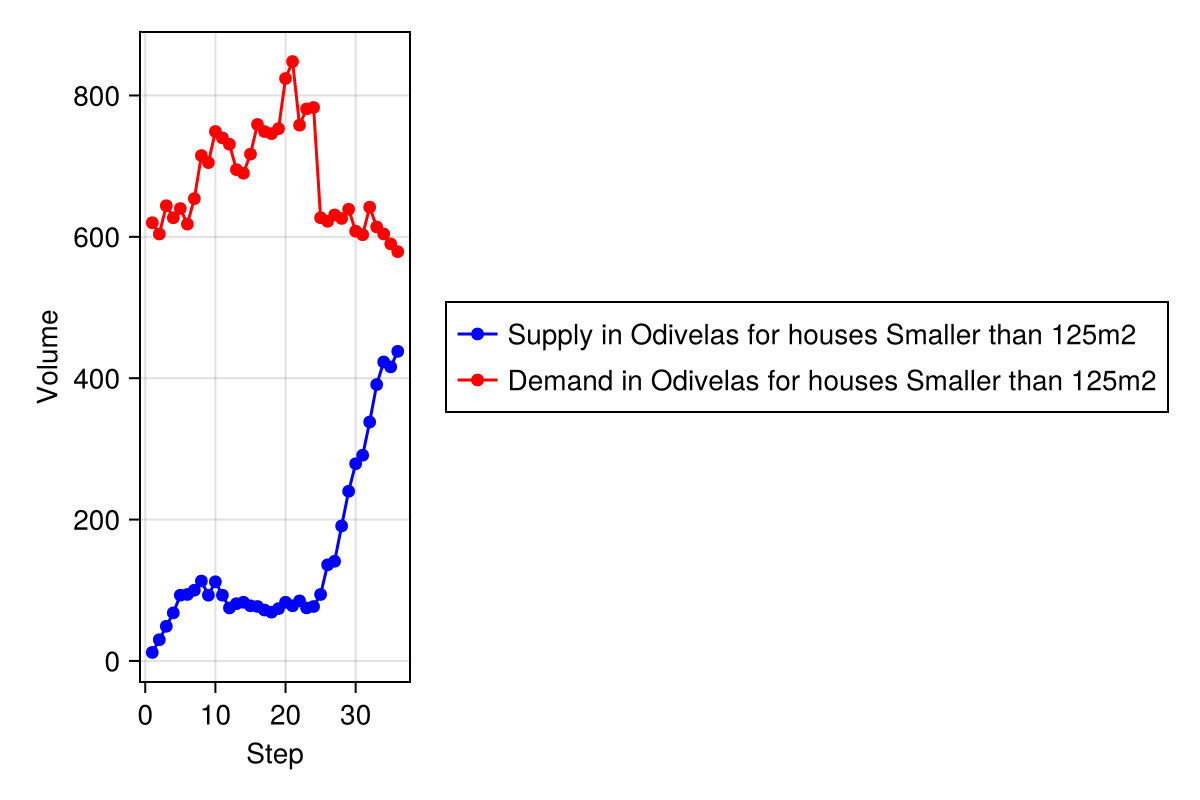 Volume
800
600
400
200
0
0 10 20 30
Step
Supply in Odivelas for houses Smaller than 125m2
Demand in Odivelas for houses Smaller than 125m2